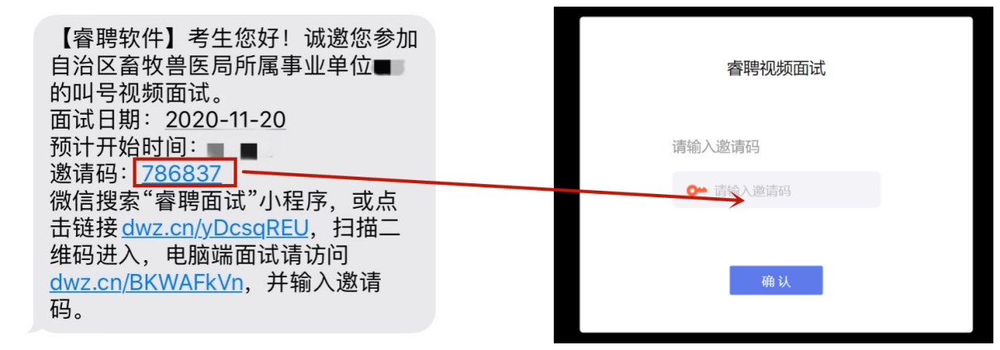 【睿聘软件】考生您好！诚邀您参加
自治区畜牧兽医局所属事业单位
的叫号视频面试。
面试日期：2020-11-20
预计开始时间：
邀请码：786837
微信搜索“睿聘面试”小程序，或点
击链接 dwz.cn/yDcsqREU，扫描二
维码进入，电脑端面试请访问
dwz.cn/BKWAFkVn，并输入邀请
码。
睿聘视频面试
请输入邀请码
请输入邀请码
确 认